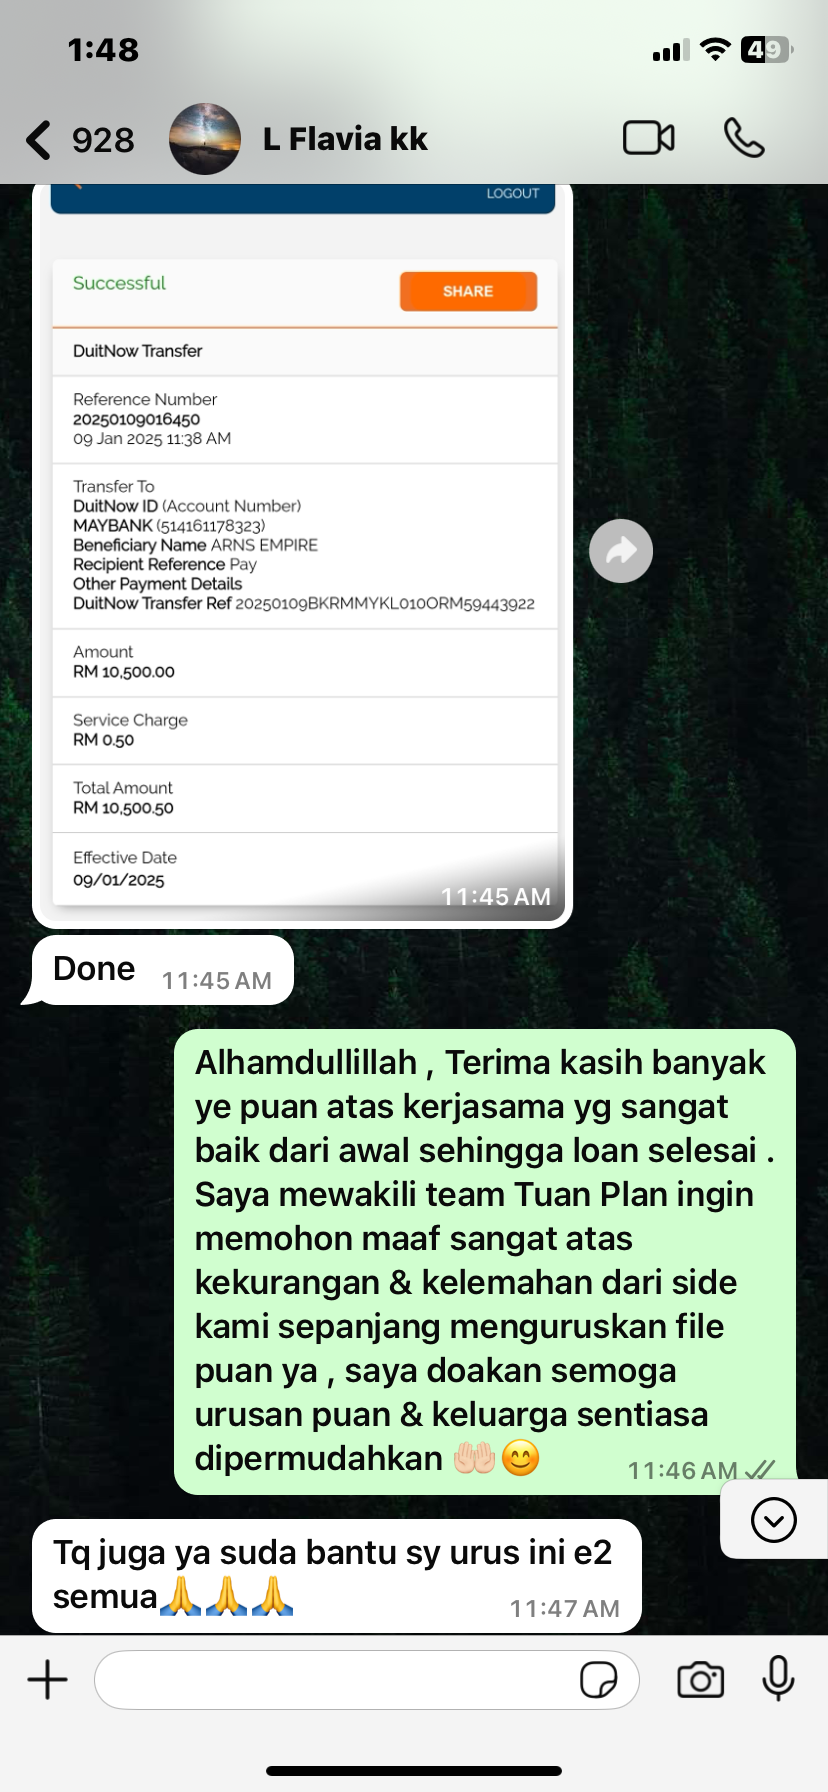 1:48
49
928
L Flavia kk
LOGOUT
Successful
SHARE
DuitNow Transfer
Reference Number
20250109016450
09 Jan 2025 11:38 AM
Transfer To
DuitNow ID (Account Number)
MAYBANK (514161178323)
Beneficiary Name ARNS EMPIRE
Recipient Reference Pay
Other Payment Details
DuitNow Transfer Ref 20250109BKRMMYKL010ORM59443922
Amount
RM 10,500.00
Service Charge
RM 0.50
Total Amount
RM 10,500.50
Effective Date
09/01/2025
11:45 AM
Done 11:45 AM
Alhamdullillah , Terima kasih banyak
ye puan atas kerjasama yg sangat
baik dari awal sehingga loan selesai .
Saya mewakili team Tuan Plan ingin
memohon maaf sangat atas
kekurangan & kelemahan dari side
kami sepanjang menguruskan file
puan ya , saya doakan semoga
urusan puan & keluarga sentiasa
dipermudahkan 🤲🏻😊
11:46 AM
Tq juga ya suda bantu sy urus ini e2
semua🙏🙏🙏
11:47 AM